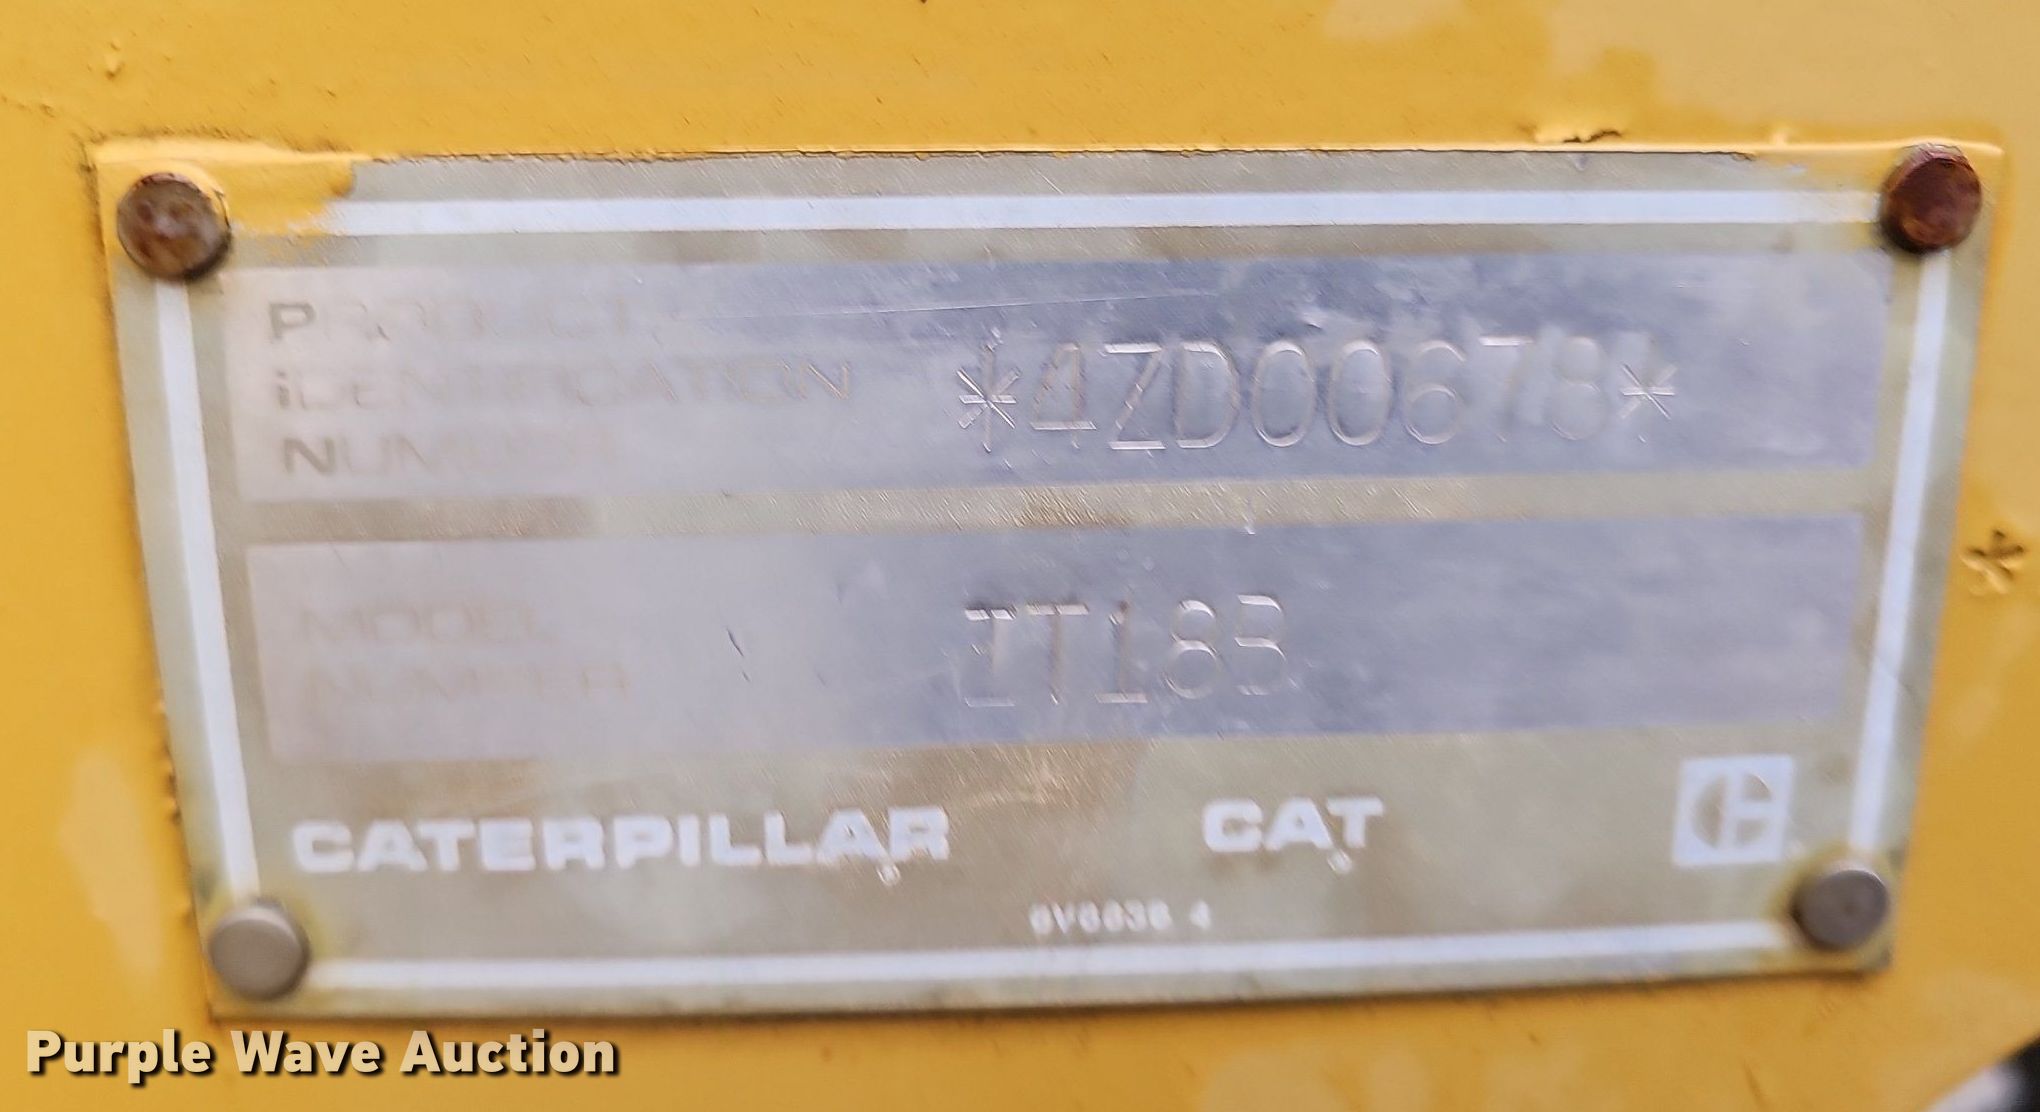 PRODUCT
iDENTIFICATION
NUMBER
*4ZD00678*
MODEL
NUMBER
IT18B
CATERPILLAR®
CAT®
Purple Wave Auction